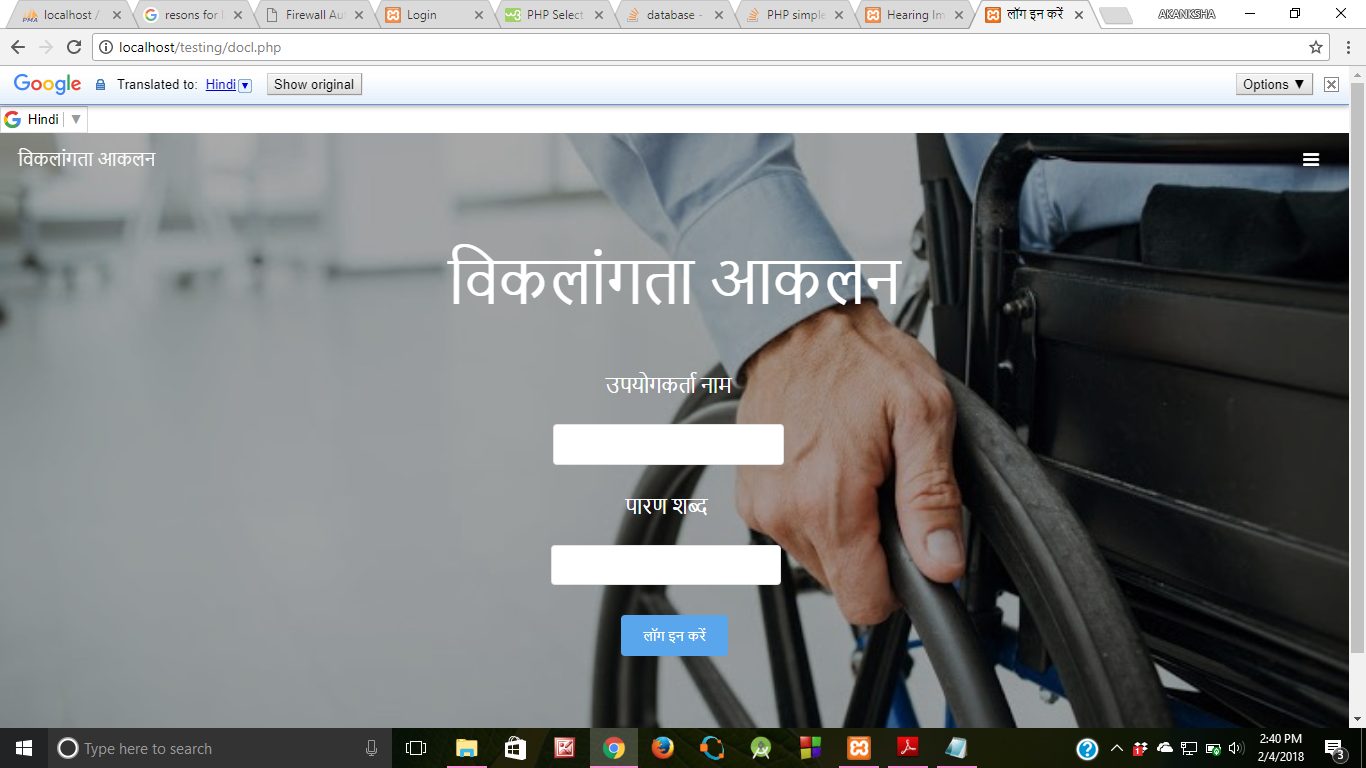 localhost /
resons for
Firewall Aut
Login
PHP Select
database -
PHP simple
Hearing Im
लॉग इन करें
AKANKSHA
localhost/testing/docl.php
Google Translated to: Hindi Show original Options ▼
Hindi
विकलांगता आकलन
विकलांगता आकलन
उपयोगकर्ता नाम
पारण शब्द
लॉग इन करें
Type here to search
2:40 PM
2/4/2018
3